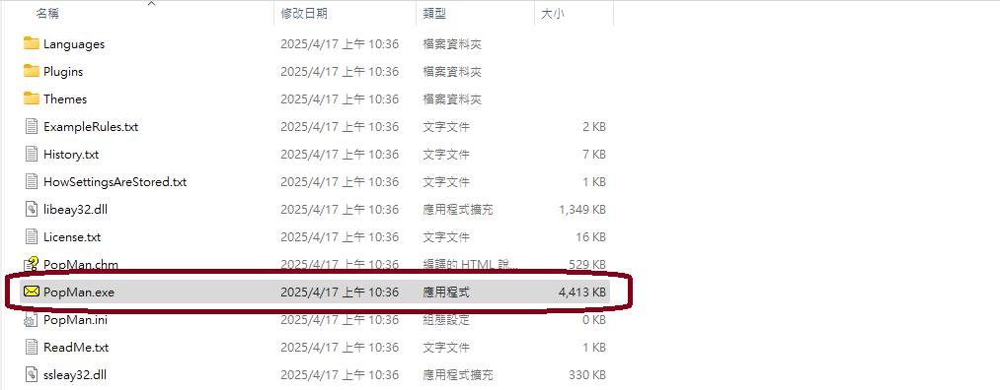 名稱 修改日期 類型 大小
Languages 2025/4/17 上午 10:36 檔案資料夾
Plugins 2025/4/17 上午 10:36 檔案資料夾
Themes 2025/4/17 上午 10:36 檔案資料夾
ExampleRules.txt 2025/4/17 上午 10:36 文字文件 2 KB
History.txt 2025/4/17 上午 10:36 文字文件 7 KB
HowSettingsAreStored.txt 2025/4/17 上午 10:36 文字文件 1 KB
libeay32.dll 2025/4/17 上午 10:36 應用程式擴充 1,349 KB
License.txt 2025/4/17 上午 10:36 文字文件 16 KB
PopMan.chm 2025/4/17 上午 10:36 編譯的 HTML 說... 529 KB
PopMan.exe 2025/4/17 上午 10:36 應用程式 4,413 KB
PopMan.ini 2025/4/17 上午 10:36 組態設定 0 KB
ReadMe.txt 2025/4/17 上午 10:36 文字文件 1 KB
ssleay32.dll 2025/4/17 上午 10:36 應用程式擴充 330 KB